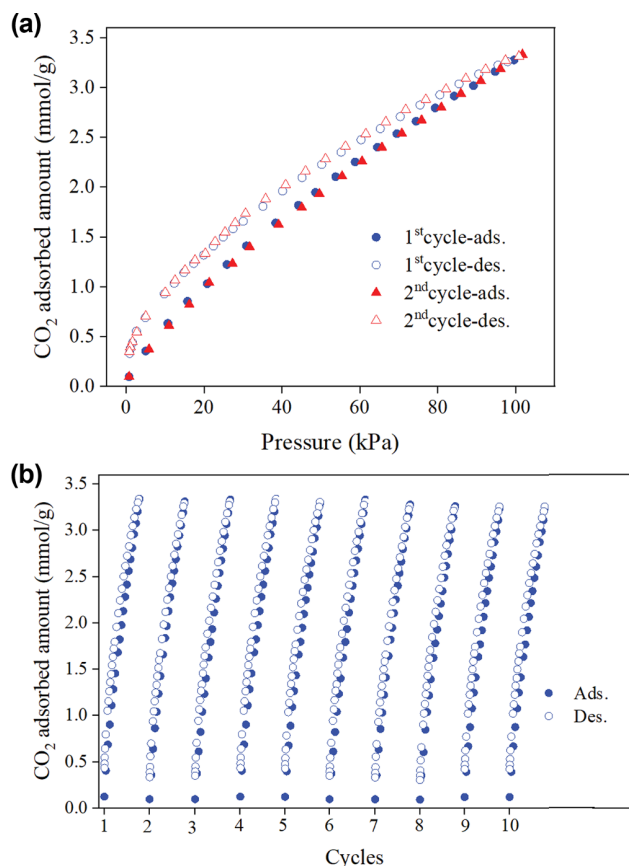 (a)
3.5
3.0
2.5
2.0
1.5
1.0
0.5
0.0
CO2 adsorbed amount (mmol/g)
1stcycle-ads.
1stcycle-des.
2ndcycle-ads.
2ndcycle-des.
0 20 40 60 80 100
Pressure (kPa)
(b)
3.5
3.0
2.5
2.0
1.5
1.0
0.5
0.0
CO2 adsorbed amount (mmol/g)
Ads.
Des.
1 2 3 4 5 6 7 8 9 10
Cycles